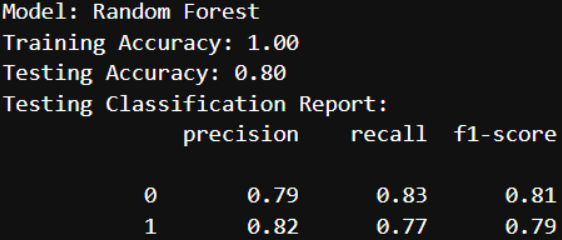 Model: Random Forest
Training Accuracy: 1.00
Testing Accuracy: 0.80
Testing Classification Report:
precision recall f1-score
0 0.79 0.83 0.81
1 0.82 0.77 0.79